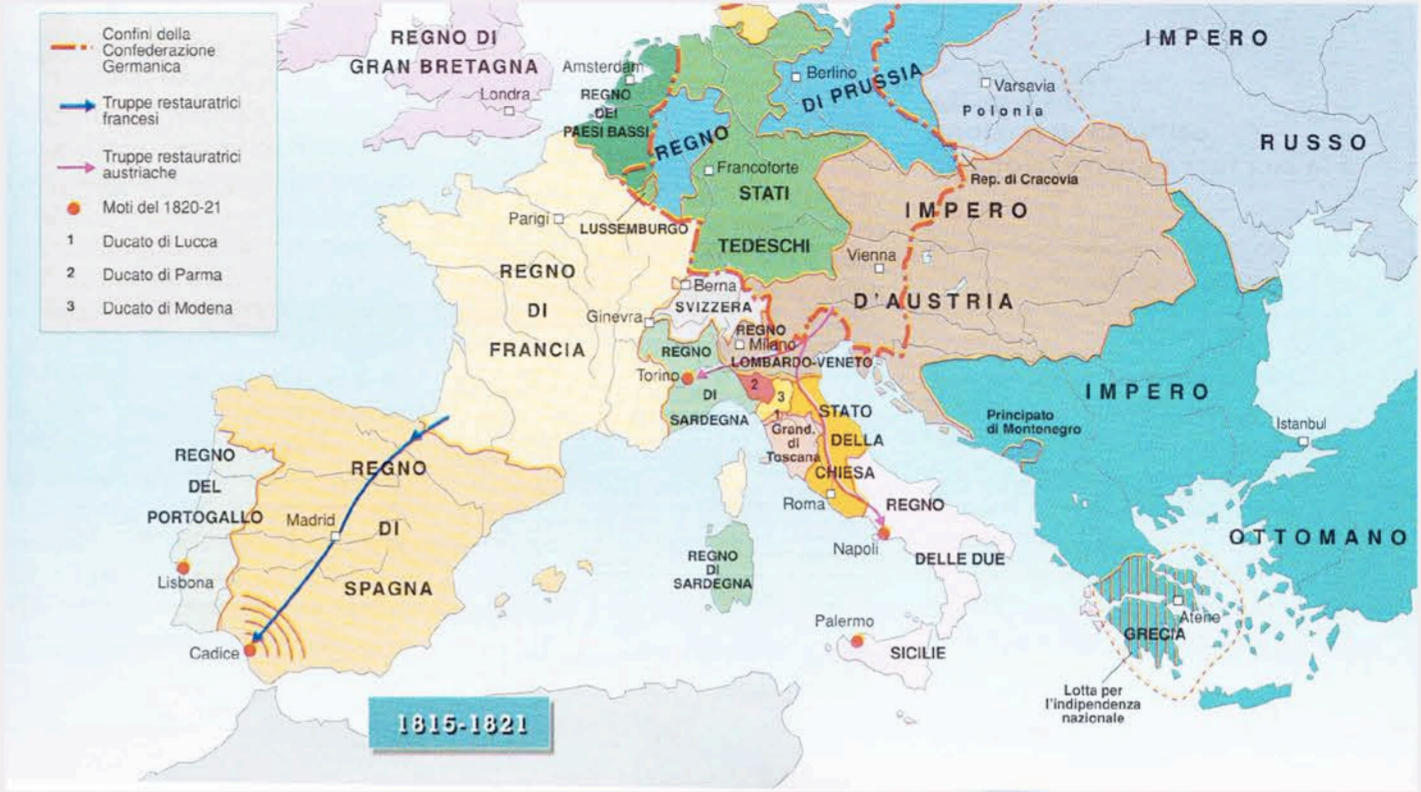 Confini della
Confederazione
Germanica
Truppe restauratrici
francesi
Truppe restauratrici
austriache
Moti del 1820-21
1 Ducato di Lucca
2 Ducato di Parma
3 Ducato di Modena
REGNO DI
GRAN BRETAGNA
Londra
Amsterdam
REGNO
DEI
PAESI BASSI
REGNO
DI PRUSSIA
Berlino
Varsavia
Polonia
IMPERO
RUSSO
Francoforte
STATI
TEDESCHI
Rep. di Cracovia
IMPERO
D'AUSTRIA
Vienna
Parigi
LUSSEMBURGO
REGNO
DI
FRANCIA
Berna
SVIZZERA
Ginevra
REGNO
Milano
LOMBARDO-VENETO
REGNO
DI
SARDEGNA
Torino
2
3
1
Grand.
di
Toscana
STATO
DELLA
CHIESA
Roma
REGNO
DELLE DUE
SICILIE
Napoli
Palermo
REGNO
DI
SARDEGNA
REGNO
DEL
PORTOGALLO
Lisbona
REGNO
DI
SPAGNA
Madrid
Cadice
Principato
di Montenegro
IMPERO
OTTOMANO
Istanbul
Atene
GRECIA
Lotta per
l'indipendenza
nazionale
1815-1821